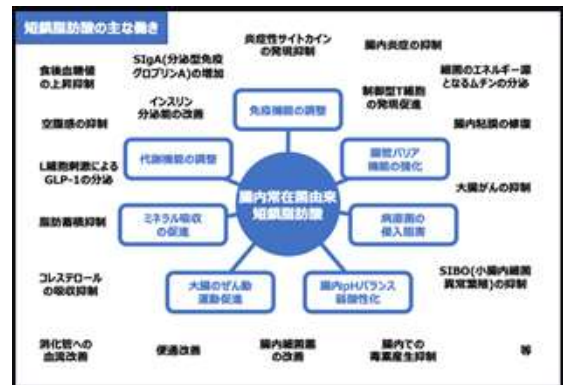 短鎖脂肪酸の主な働き
炎症性サイトカイン
の発現抑制
腸内炎症の抑制
食後血糖値
の上昇抑制
SIgA(分泌型免疫
グロブリンA)の増加
細菌のエネルギー源
となるムチンの分泌
インスリン
分泌能の改善
免疫機能の調整
制御型T細胞
の発現促進
空腹感の抑制
腸内粘膜の修復
代謝機能の調整
腸管バリア
機能の強化
L細胞刺激による
GLP-1の分泌
腸内常在菌由来
短鎖脂肪酸
大腸がんの抑制
脂肪蓄積抑制
ミネラル吸収
の促進
病原菌の
侵入阻害
コレステロール
の吸収抑制
大腸のぜん動
運動促進
腸内pHバランス
弱酸性化
SIBO(小腸内細菌
異常繁殖)の抑制
消化管への
血流改善
便通改善
腸内細菌叢
の改善
腸内での
毒素産生抑制
等